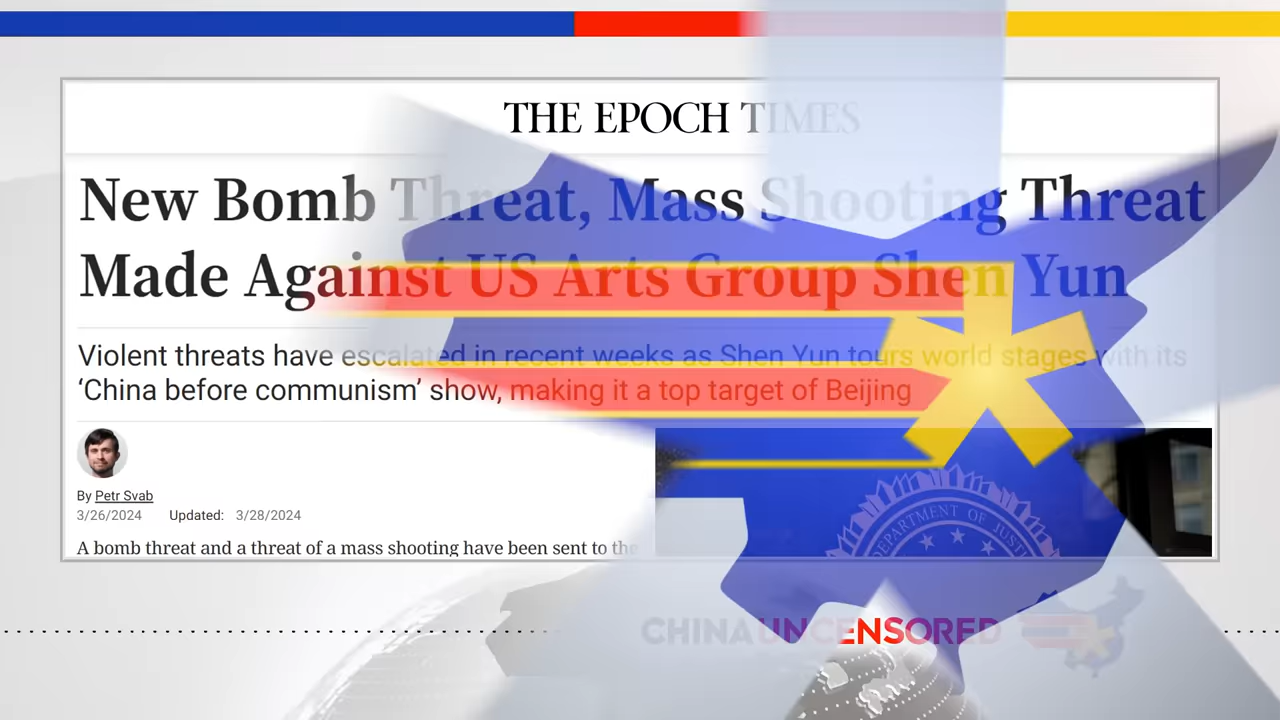 THE EPOCH TIMES
New Bomb Threat, Mass Shooting Threat
Made Against US Arts Group Shen Yun
Violent threats have escalated in recent weeks as Shen Yun tours world stages with its
‘China before communism’ show, making it a top target of Beijing
By Petr Svab
3/26/2024 Updated: 3/28/2024
A bomb threat and a threat of a mass shooting have been sent to the
DEPARTMENT OF JUSTI
CHINAUNCENSORED